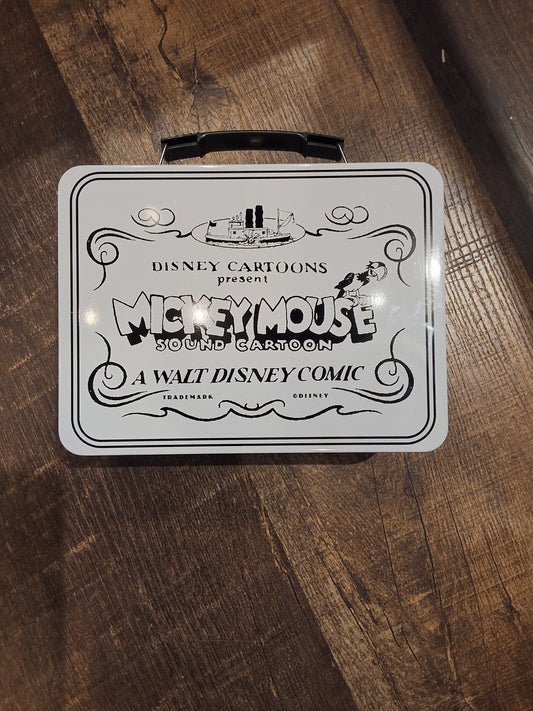 DISNEY CARTOONS
present
MICKEY MOUSE
SOUND CARTOON
A WALT DISNEY COMIC
TRADEMARK ©DISNEY